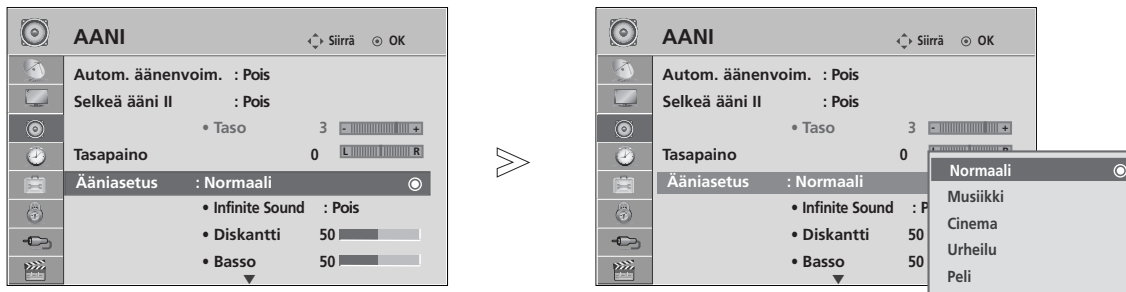 AANI Siirrä OK
Autom. äänenvoim. : Pois
Selkeä ääni II : Pois
• Taso 3 - +
Tasapaino 0 L R
Ääniasetus : Normaali
• Infinite Sound : Pois
• Diskantti 50
• Basso 50
AANI Siirrä OK
Autom. äänenvoim. : Pois
Selkeä ääni II : Pois
• Taso 3 - +
Tasapaino 0
Ääniasetus : Normaali
• Infinite Sound : P
• Diskantti 50
• Basso 50
Normaali
Musiikki
Cinema
Urheilu
Peli